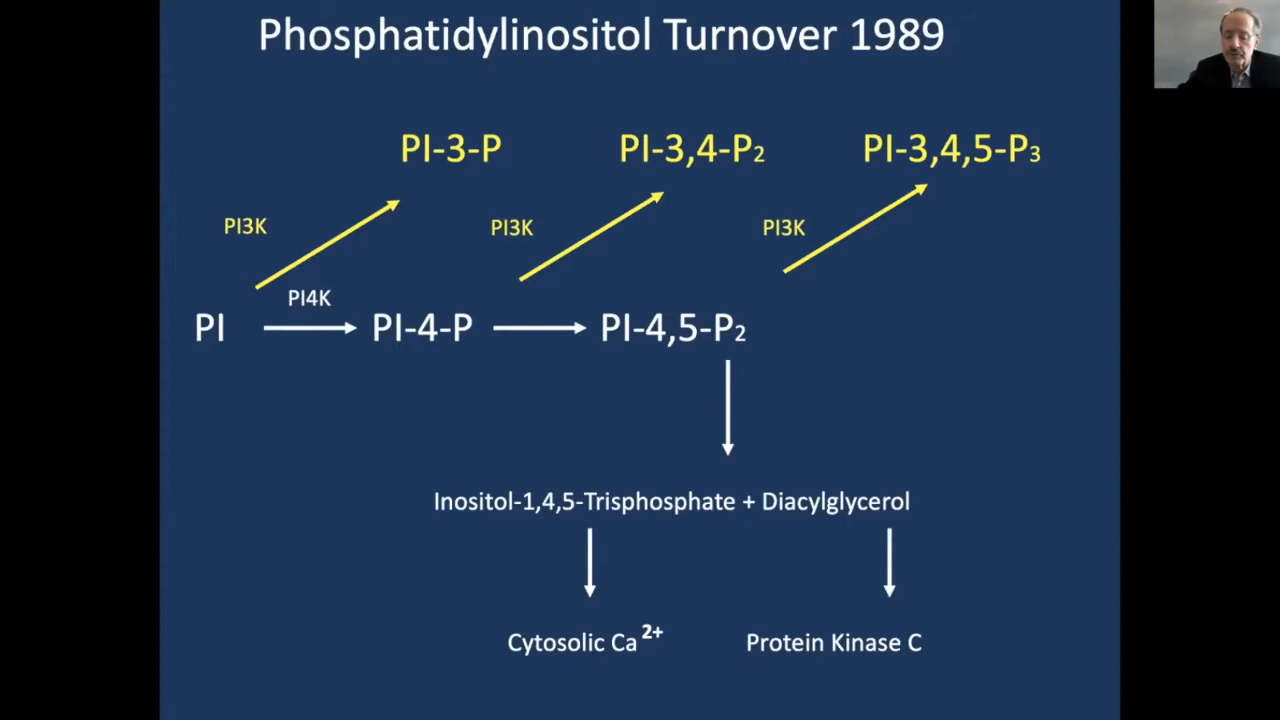 Phosphatidylinositol Turnover 1989
PI-3-P PI-3,4-P2 PI-3,4,5-P3
PI3K PI3K PI3K
PI4K
PI PI-4-P PI-4,5-P2
Inositol-1,4,5-Trisphosphate + Diacylglycerol
Cytosolic Ca 2+ Protein Kinase C